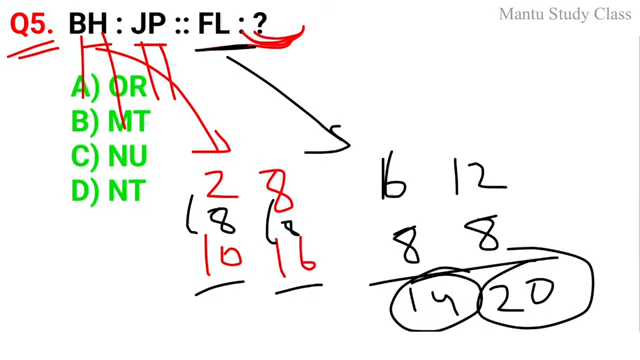 Mantu Study Class
Q5. BH : JP :: FL : ?
A) OR
B) MT
C) NU
D) NT
2 8
8 8
10 16
6 12
8 8
14 20